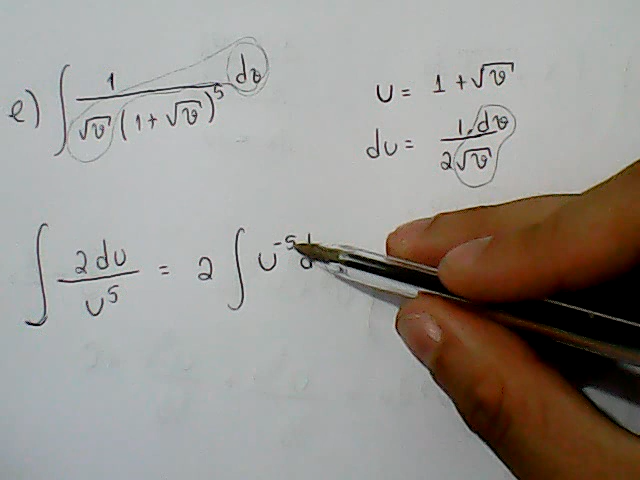 e) ∫ 1 / (√v (1 + √v)^5) dv
u = 1 + √v
du = 1 · dv / (2√v)
∫ 2du / u^5 = 2 ∫ u^-5 d